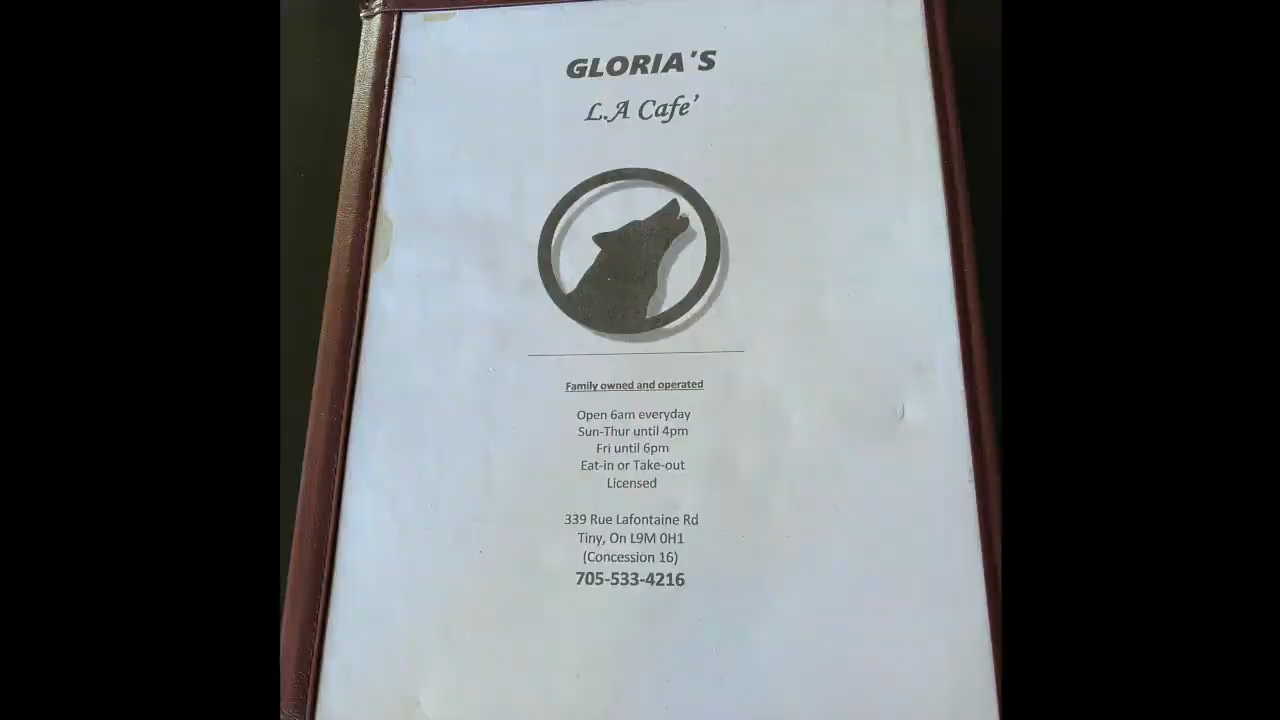 GLORIA'S
L.A Cafe'
Family owned and operated
Open 6am everyday
Sun-Thur until 4pm
Fri until 6pm
Eat-in or Take-out
Licensed
339 Rue Lafontaine Rd
Tiny, On L9M 0H1
(Concession 16)
705-533-4216